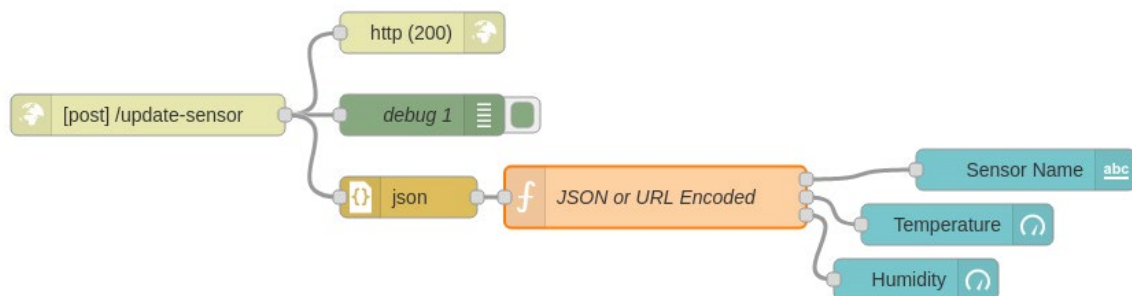 http (200)
[post] /update-sensor
debug 1
json
JSON or URL Encoded
Sensor Name abc
Temperature
Humidity